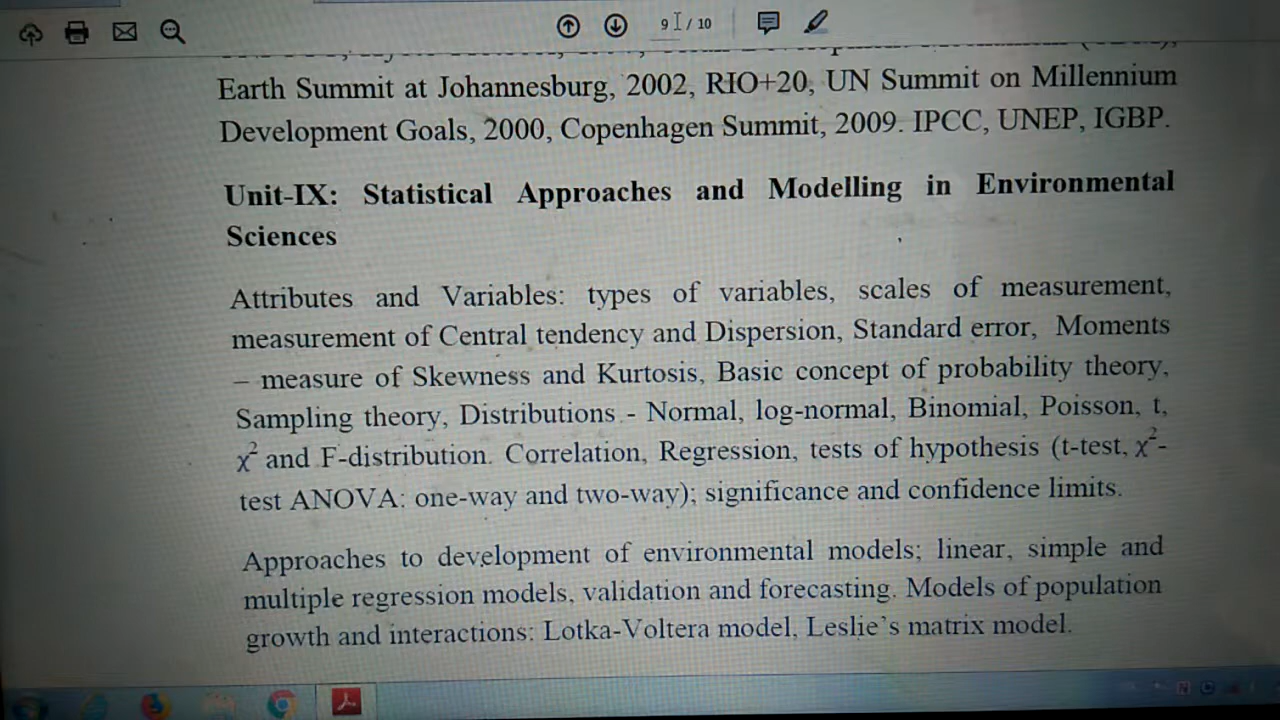 9 / 10
Earth Summit at Johannesburg, 2002, RIO+20, UN Summit on Millennium
Development Goals, 2000, Copenhagen Summit, 2009. IPCC, UNEP, IGBP.
Unit-IX: Statistical Approaches and Modelling in Environmental
Sciences
Attributes and Variables: types of variables, scales of measurement,
measurement of Central tendency and Dispersion, Standard error, Moments
– measure of Skewness and Kurtosis, Basic concept of probability theory,
Sampling theory, Distributions - Normal, log-normal, Binomial, Poisson, t,
χ² and F-distribution. Correlation, Regression, tests of hypothesis (t-test, χ²-
test ANOVA: one-way and two-way); significance and confidence limits.
Approaches to development of environmental models; linear, simple and
multiple regression models, validation and forecasting. Models of population
growth and interactions: Lotka-Voltera model, Leslie's matrix model.